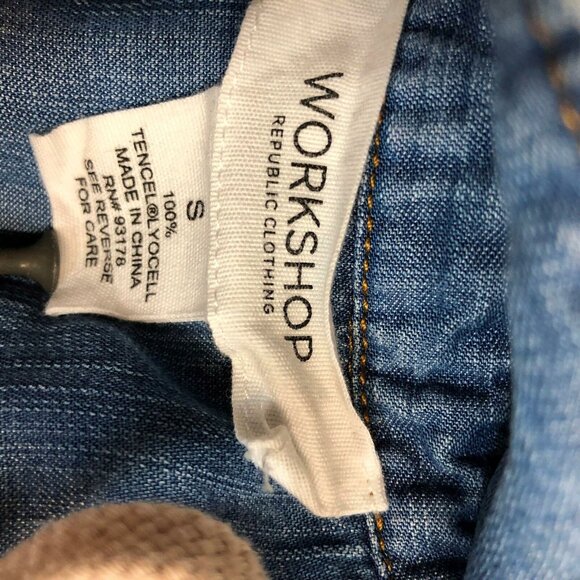 WORKSHOP
REPUBLIC CLOTHING
S
100%
TENCEL®LYOCELL
MADE IN CHINA
RN# 93178
SEE REVERSE
FOR CARE